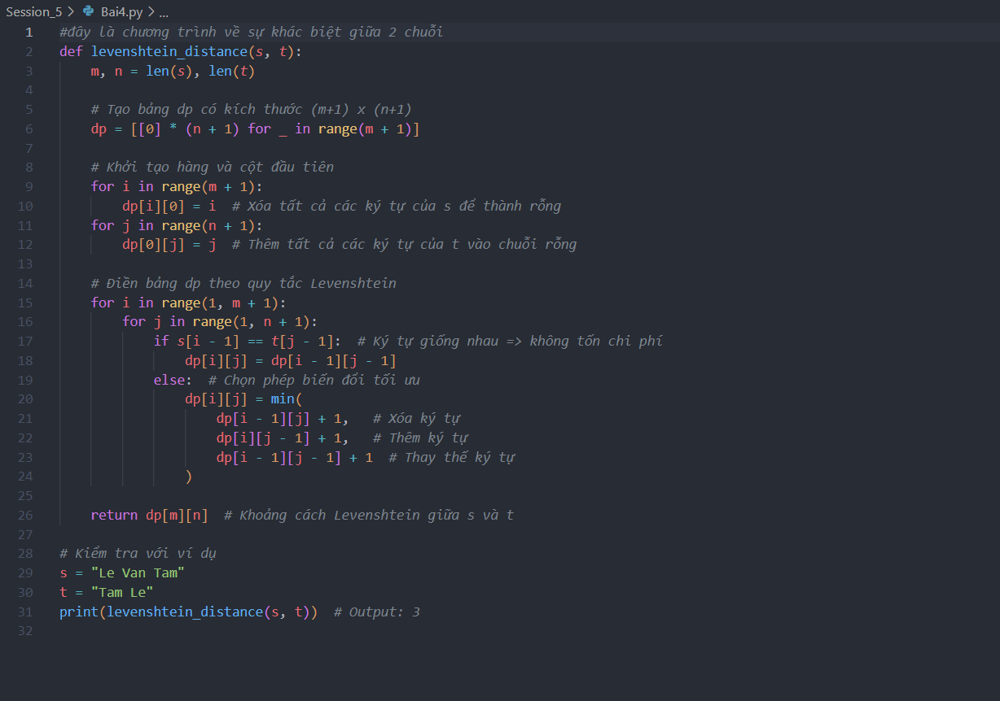 Session_5 > Bai4.py > ...
1 #đây là chương trình về sự khác biệt giữa 2 chuỗi
2 def levenshtein_distance(s, t):
3     m, n = len(s), len(t)
4
5     # Tạo bảng dp có kích thước (m+1) x (n+1)
6     dp = [[0] * (n + 1) for _ in range(m + 1)]
7
8     # Khởi tạo hàng và cột đầu tiên
9     for i in range(m + 1):
10         dp[i][0] = i  # Xóa tất cả các ký tự của s để thành rỗng
11     for j in range(n + 1):
12         dp[0][j] = j  # Thêm tất cả các ký tự của t vào chuỗi rỗng
13
14     # Điền bảng dp theo quy tắc Levenshtein
15     for i in range(1, m + 1):
16         for j in range(1, n + 1):
17             if s[i - 1] == t[j - 1]:  # Ký tự giống nhau => không tốn chi phí
18                 dp[i][j] = dp[i - 1][j - 1]
19             else:  # Chọn phép biến đổi tối ưu
20                 dp[i][j] = min(
21                     dp[i - 1][j] + 1,   # Xóa ký tự
22                     dp[i][j - 1] + 1,   # Thêm ký tự
23                     dp[i - 1][j - 1] + 1  # Thay thế ký tự
24                 )
25
26     return dp[m][n]  # Khoảng cách Levenshtein giữa s và t
27
28 # Kiểm tra với ví dụ
29 s = "Le Van Tam"
30 t = "Tam Le"
31 print(levenshtein_distance(s, t))  # Output: 3
32